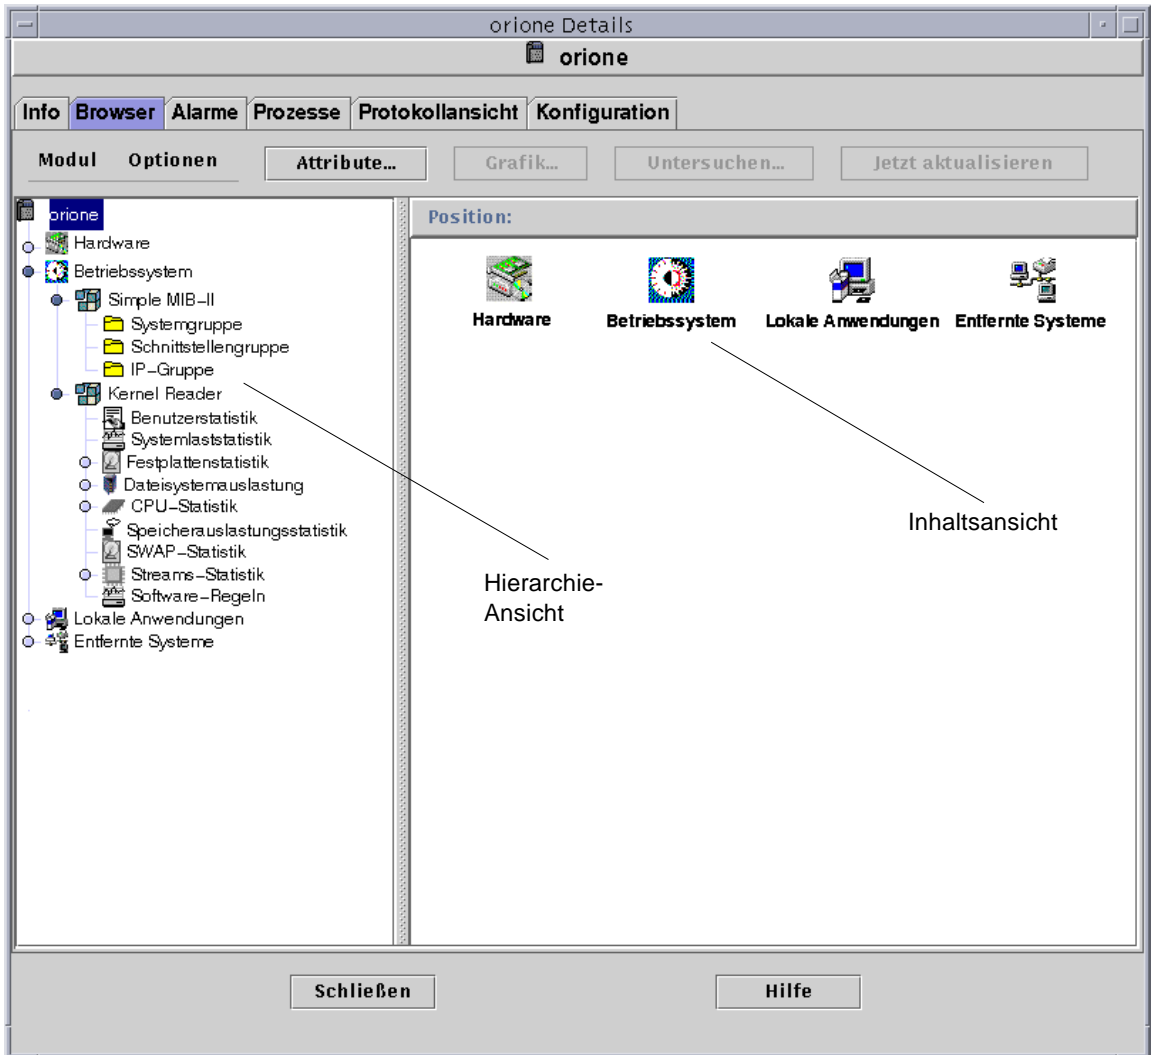 orione Details
orione
Info Browser Alarme Prozesse Protokollansicht Konfiguration
Modul Optionen Attribute... Grafik... Untersuchen... Jetzt aktualisieren
orione
Hardware
Betriebssystem
Simple MIB-II
Systemgruppe
Schnittstellengruppe
IP-Gruppe
Kernel Reader
Benutzerstatistik
Systemlaststatistik
Festplattenstatistik
Dateisystemauslastung
CPU-Statistik
Speicherauslastungsstatistik
SWAP-Statistik
Streams-Statistik
Software-Regeln
Lokale Anwendungen
Entfernte Systeme
Position:
Hardware Betriebssystem Lokale Anwendungen Entfernte Systeme
Inhaltsansicht
Hierarchie-
Ansicht
Schließen Hilfe